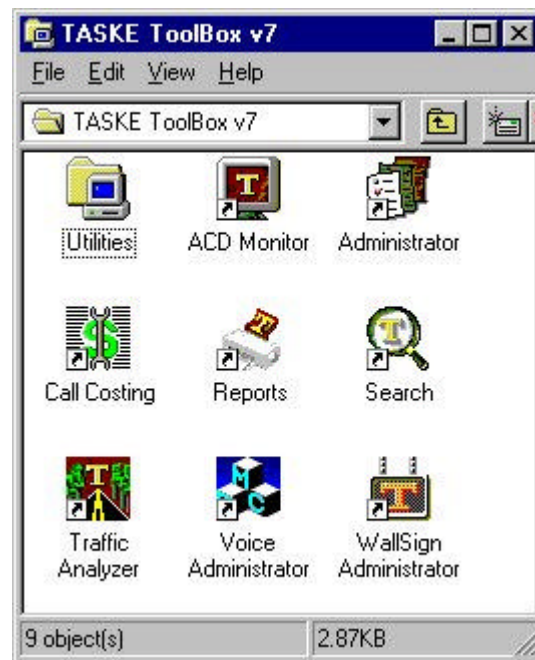 TASKE ToolBox v7
File Edit View Help
TASKE ToolBox v7
Utilities ACD Monitor Administrator
Call Costing Reports Search
Traffic Analyzer Voice Administrator WallSign Administrator
9 object(s) 2.87KB